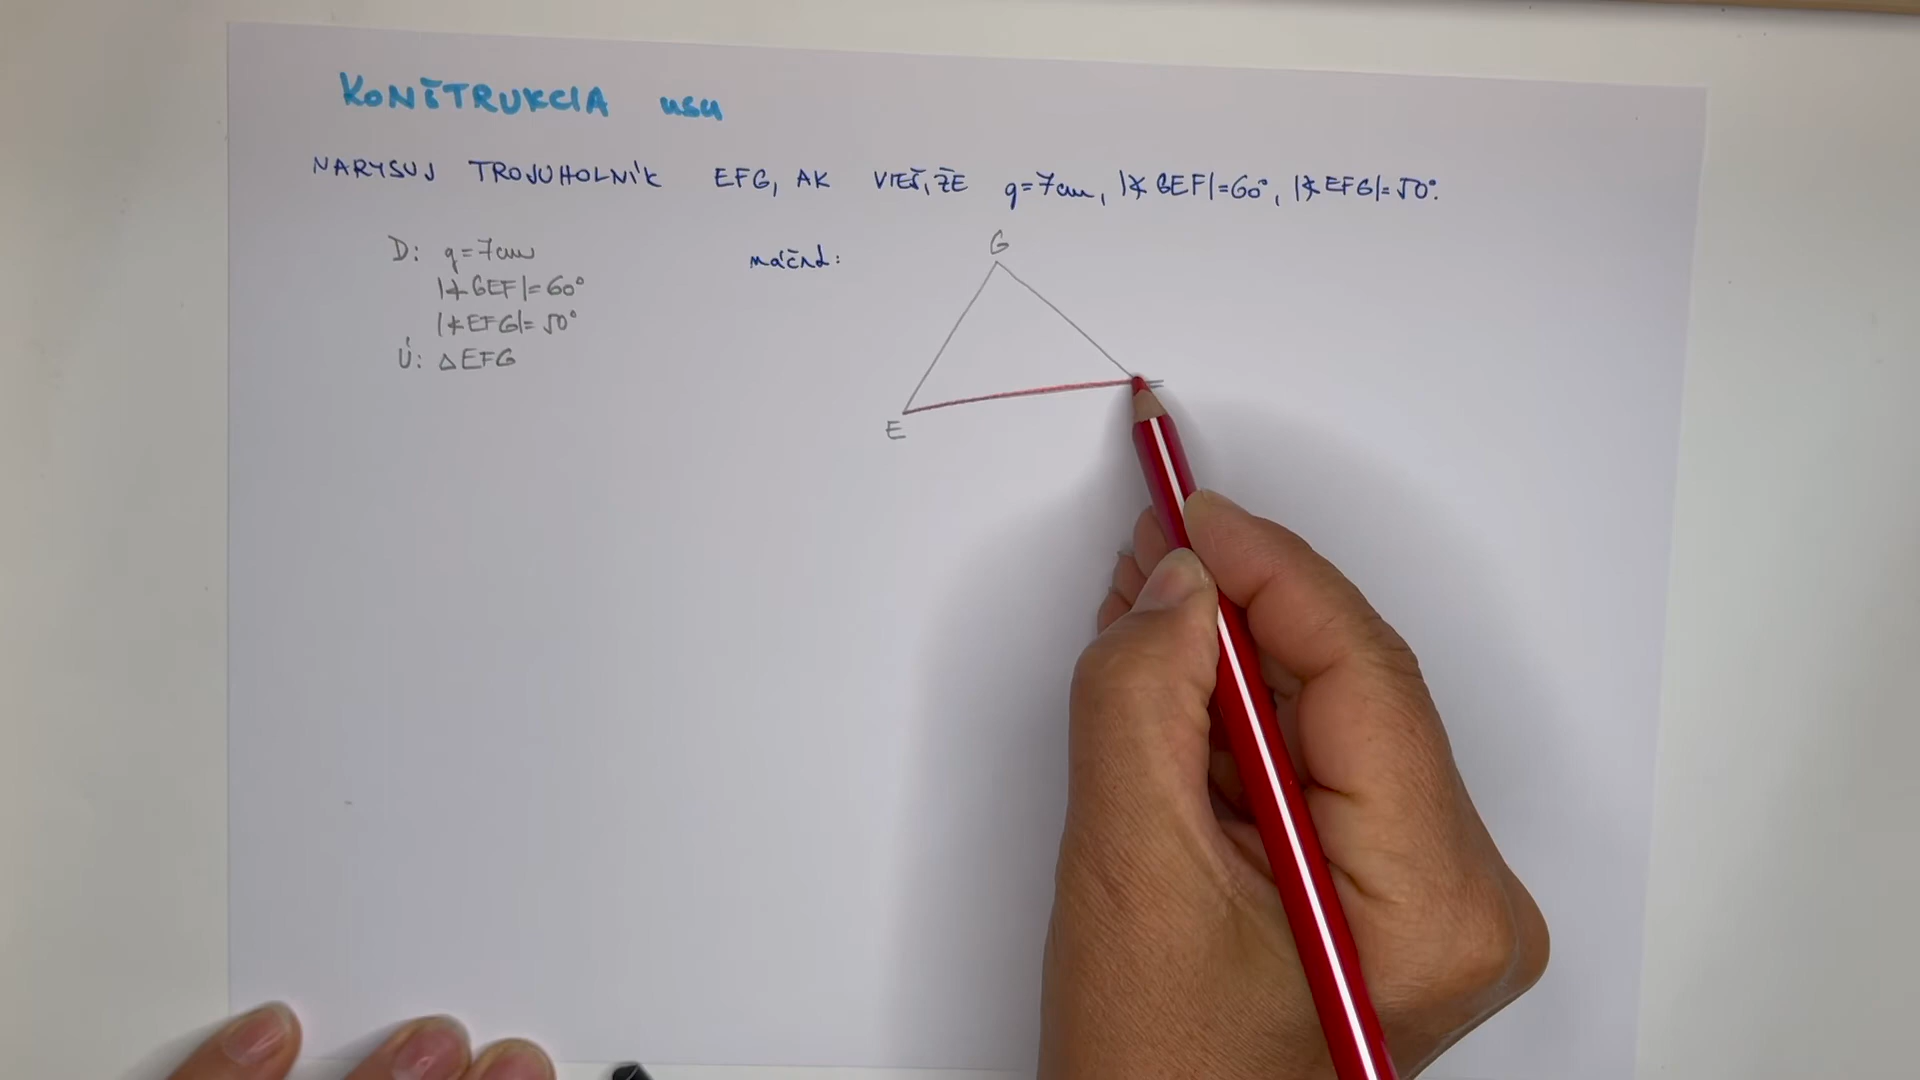 KONŠTRUKCIA usu
NARYSUJ TROJUHOLNÍK EFG, AK VIEŠ, ŽE g=7cm, |∡GEF|=60°, |∡EFG|=50°.
D: g=7cm
|∡GEF|=60°
|∡EFG|=50°
Ú: △EFG
náčrt:
G
E